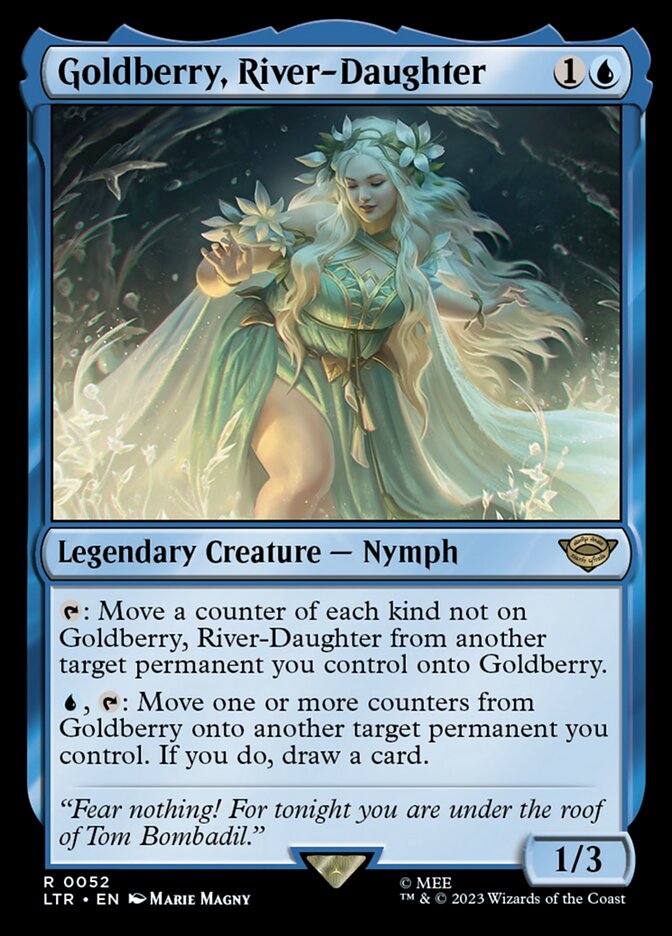 Goldberry, River-Daughter 1
Legendary Creature — Nymph
: Move a counter of each kind not on
Goldberry, River-Daughter from another
target permanent you control onto Goldberry.
, : Move one or more counters from
Goldberry onto another target permanent you
control. If you do, draw a card.
“Fear nothing! For tonight you are under the roof
of Tom Bombadil.”
1/3
R 0052
LTR • EN Marie Magny
© MEE
™ & © 2023 Wizards of the Coast